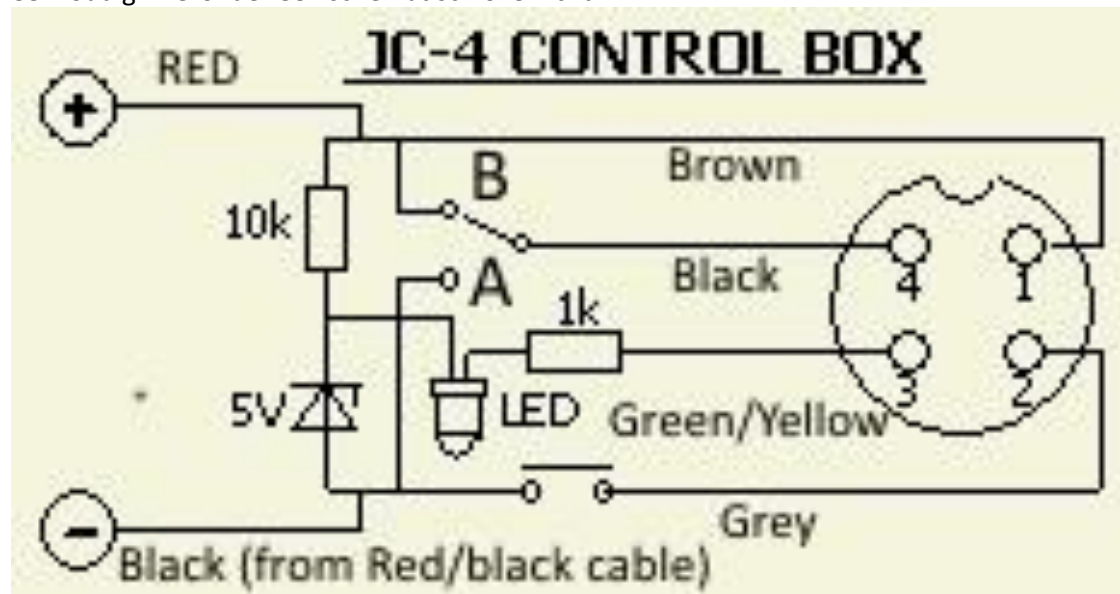 JC-4 CONTROL BOX
RED
+
Brown
B
10k
4
1
A
Black
1k
3
2
5V
LED
Green/Yellow
-
Grey
Black (from Red/black cable)